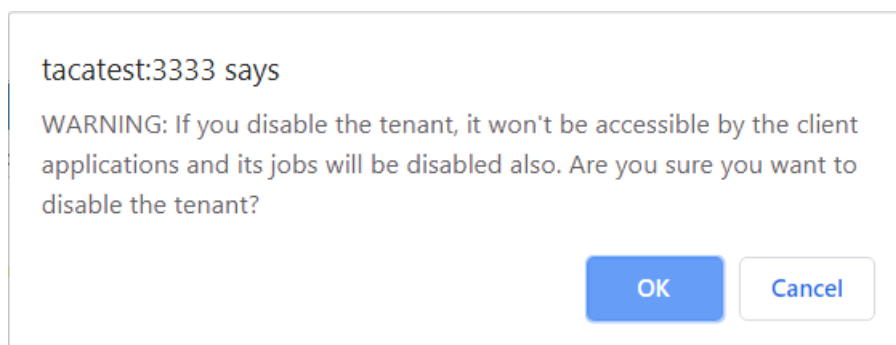 tacatest:3333 says
WARNING: If you disable the tenant, it won't be accessible by the client
applications and its jobs will be disabled also. Are you sure you want to
disable the tenant?
OK
Cancel